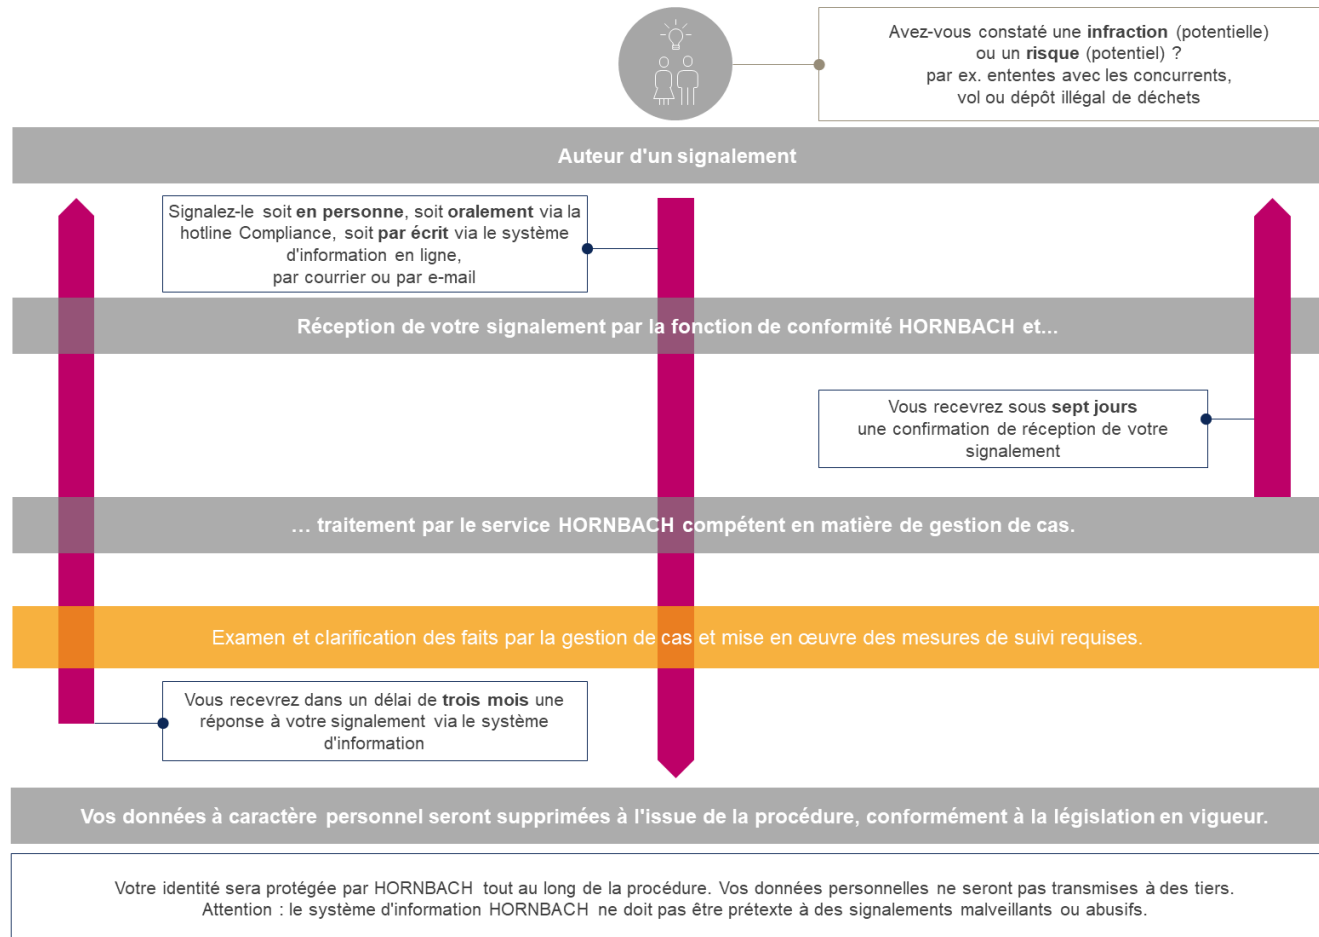 Avez-vous constaté une infraction (potentielle)
ou un risque (potentiel) ?
par ex. ententes avec les concurrents,
vol ou dépôt illégal de déchets
Auteur d'un signalement
Signalez-le soit en personne, soit oralement via la
hotline Compliance, soit par écrit via le système
d'information en ligne,
par courrier ou par e-mail
Réception de votre signalement par la fonction de conformité HORNBACH et...
Vous recevrez sous sept jours
une confirmation de réception de votre
signalement
... traitement par le service HORNBACH compétent en matière de gestion de cas.
Examen et clarification des faits par la gestion de cas et mise en œuvre des mesures de suivi requises.
Vous recevrez dans un délai de trois mois une
réponse à votre signalement via le système
d'information
Vos données à caractère personnel seront supprimées à l'issue de la procédure, conformément à la législation en vigueur.
Votre identité sera protégée par HORNBACH tout au long de la procédure. Vos données personnelles ne seront pas transmises à des tiers.
Attention : le système d'information HORNBACH ne doit pas être prétexte à des signalements malveillants ou abusifs.